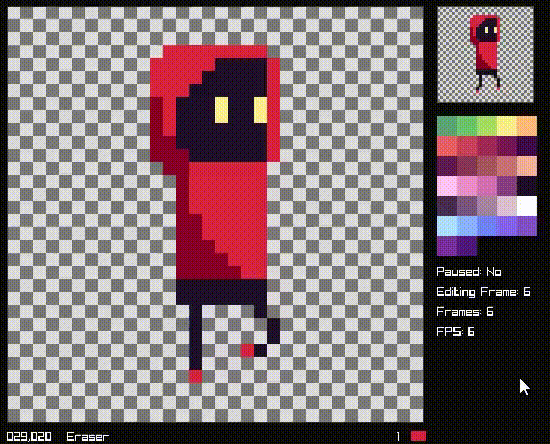 Paused: No
Editing Frame: 6
Frames: 6
FPS: 6
029,020 Eraser 1